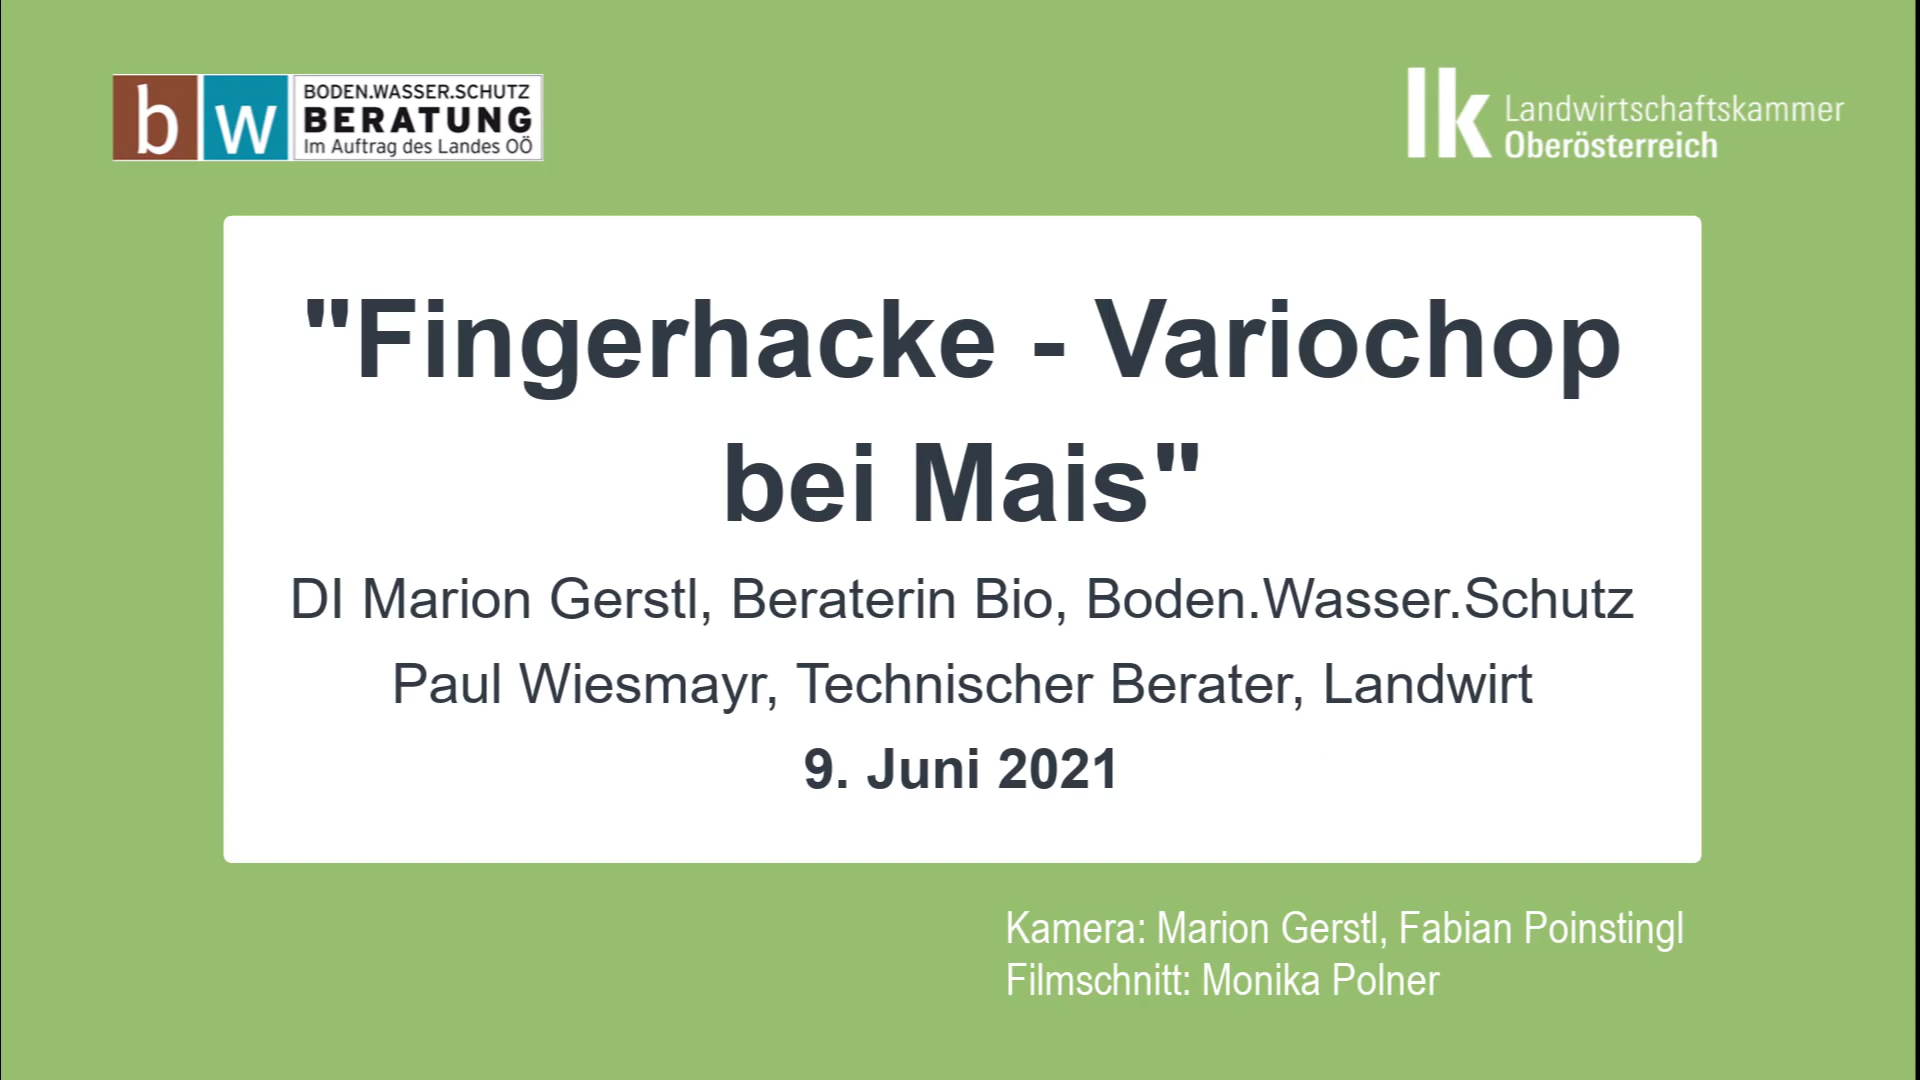 bw
BODEN.WASSER.SCHUTZ
BERATUNG
Im Auftrag des Landes OÖ
lk
Landwirtschaftskammer
Oberösterreich
"Fingerhacke - Variochop
bei Mais"
DI Marion Gerstl, Beraterin Bio, Boden.Wasser.Schutz
Paul Wiesmayr, Technischer Berater, Landwirt
9. Juni 2021
Kamera: Marion Gerstl, Fabian Poinstingl
Filmschnitt: Monika Polner